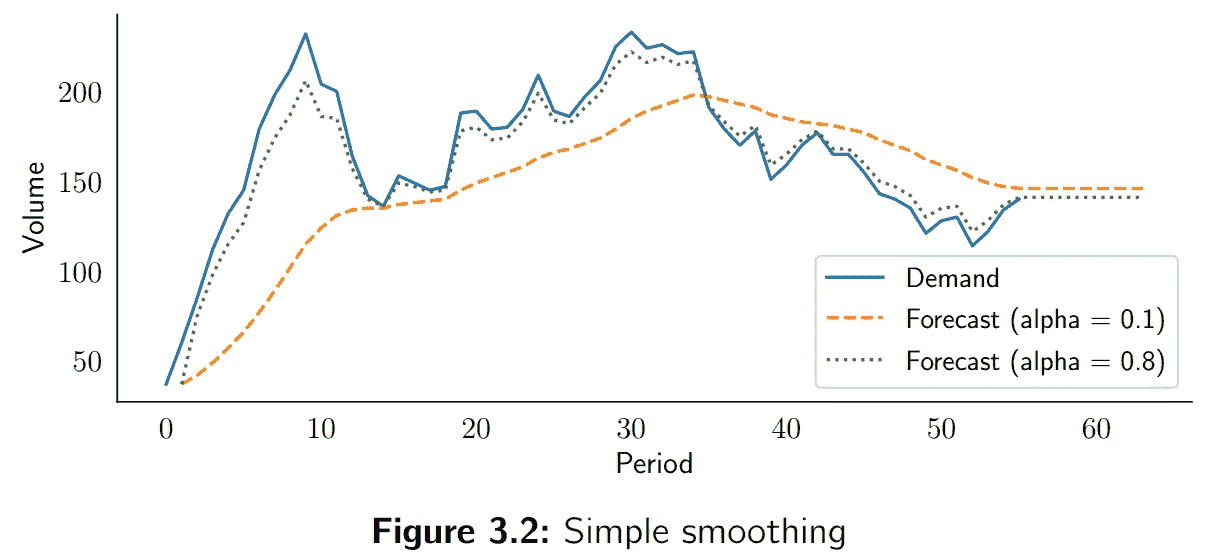 200
150
100
50
Volume
Demand
Forecast (alpha = 0.1)
Forecast (alpha = 0.8)
0 10 20 30 40 50 60
Period
Figure 3.2: Simple smoothing